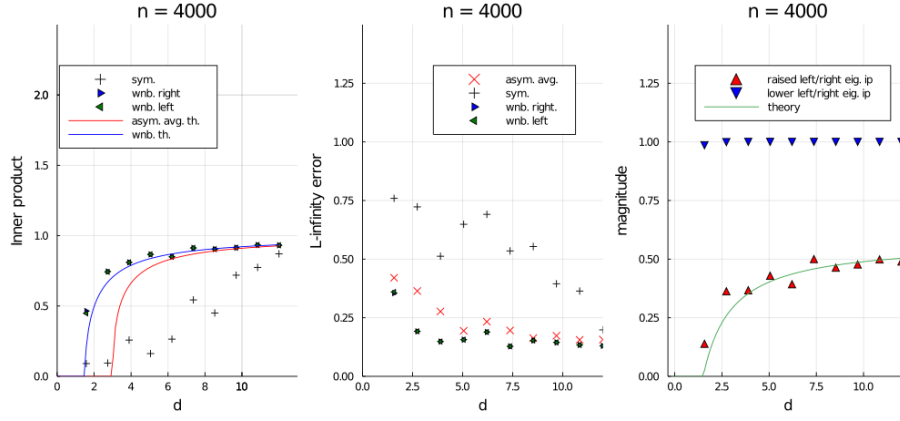 n = 4000
Inner product
2.0
1.5
1.0
0.5
0.0
sym.
wnb. right
wnb. left
asym. avg. th.
wnb. th.
0 2 4 6 8 10
d
n = 4000
L-infinity error
1.25
1.00
0.75
0.50
0.25
0.00
asym. avg.
sym.
wnb. right.
wnb. left
0.0 2.5 5.0 7.5 10.0
d
n = 4000
magnitude
1.25
1.00
0.75
0.50
0.25
0.00
raised left/right eig. ip
lower left/right eig. ip
theory
0.0 2.5 5.0 7.5 10.0
d